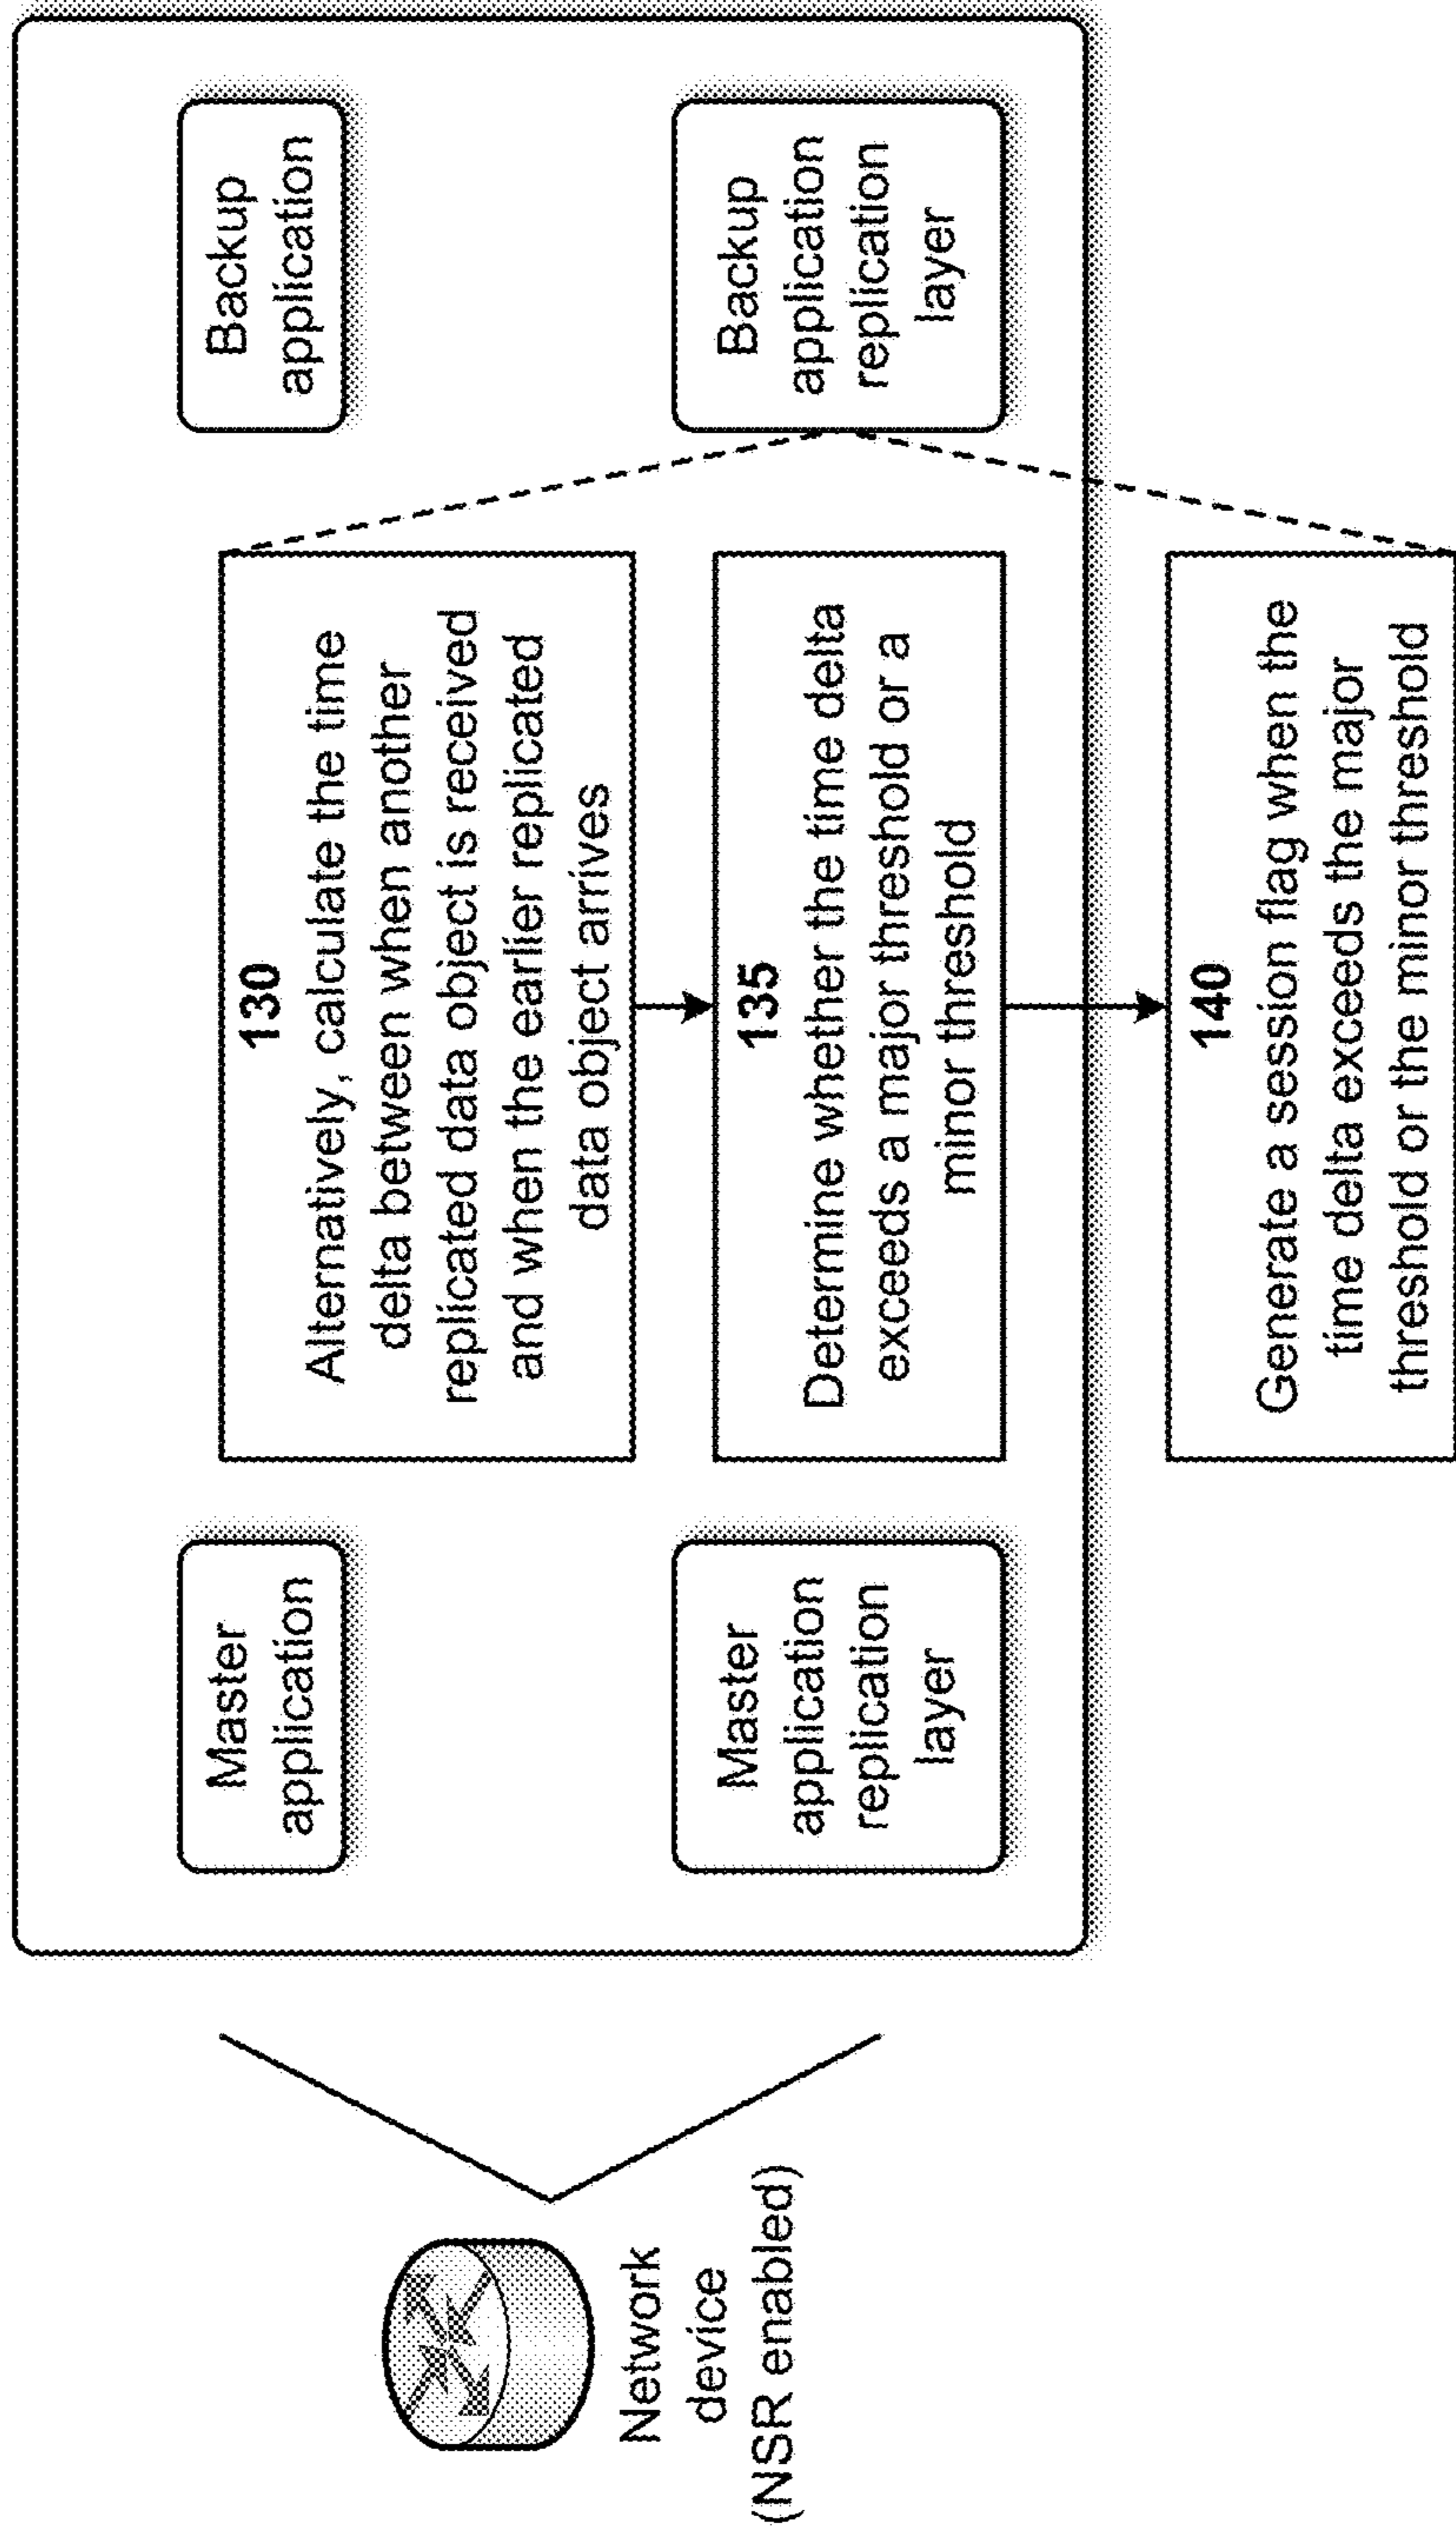 Network
device
(NSR enabled)
Master
application
Master
application
replication
layer
130
Alternatively, calculate the time
delta between when another
replicated data object is received
and when the earlier replicated
data object arrives
135
Determine whether the time delta
exceeds a major threshold or a
minor threshold
140
Generate a session flag when the
time delta exceeds the major
threshold or the minor threshold
Backup
application
Backup
application
replication
layer